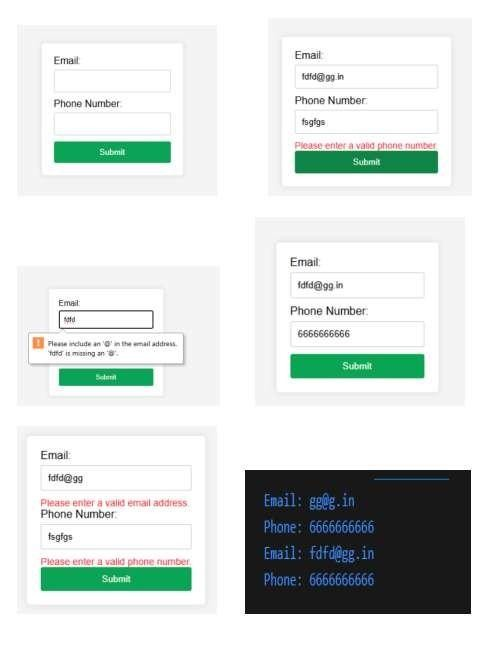 Email:
Phone Number:
Submit
Email:
fdfd@gg.in
Phone Number:
fsgfgs
Please enter a valid phone number.
Submit
Email:
fdfd
! Please include an '@' in the email address.
'fdfd' is missing an '@'.
Submit
Email:
fdfd@gg.in
Phone Number:
6666666666
Submit
Email:
fdfd@gg
Please enter a valid email address.
Phone Number:
fsgfgs
Please enter a valid phone number.
Submit
Email: gg@g.in
Phone: 6666666666
Email: fdfd@gg.in
Phone: 6666666666